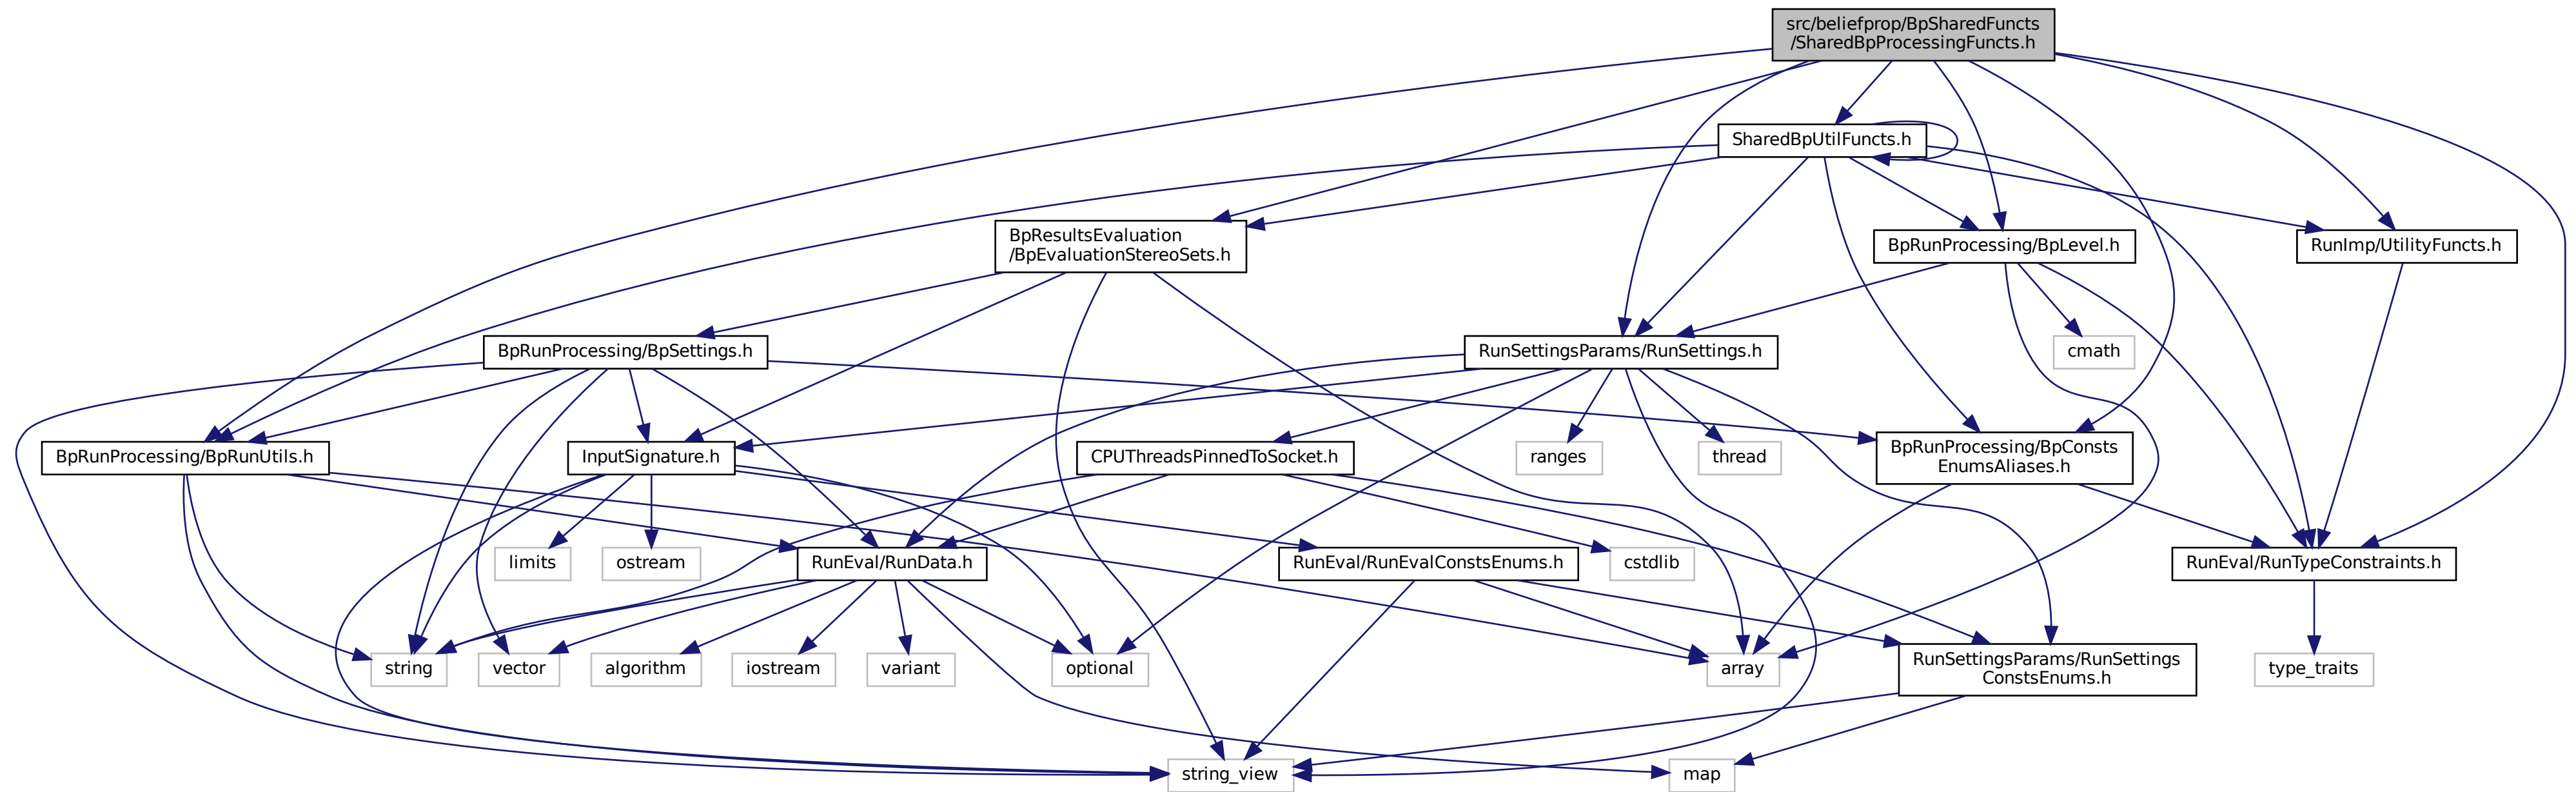 src/beliefprop/BpSharedFuncts
/SharedBpProcessingFuncts.h
SharedBpUtilFuncts.h
BpResultsEvaluation
/BpEvaluationStereoSets.h
BpRunProcessing/BpLevel.h
RunImp/UtilityFuncts.h
BpRunProcessing/BpSettings.h
RunSettingsParams/RunSettings.h
cmath
BpRunProcessing/BpRunUtils.h
InputSignature.h
CPUThreadsPinnedToSocket.h
ranges
thread
BpRunProcessing/BpConsts
EnumsAliases.h
limits
ostream
RunEval/RunData.h
RunEval/RunEvalConstsEnums.h
cstdlib
RunEval/RunTypeConstraints.h
string
vector
algorithm
iostream
variant
optional
array
RunSettingsParams/RunSettings
ConstsEnums.h
type_traits
string_view
map